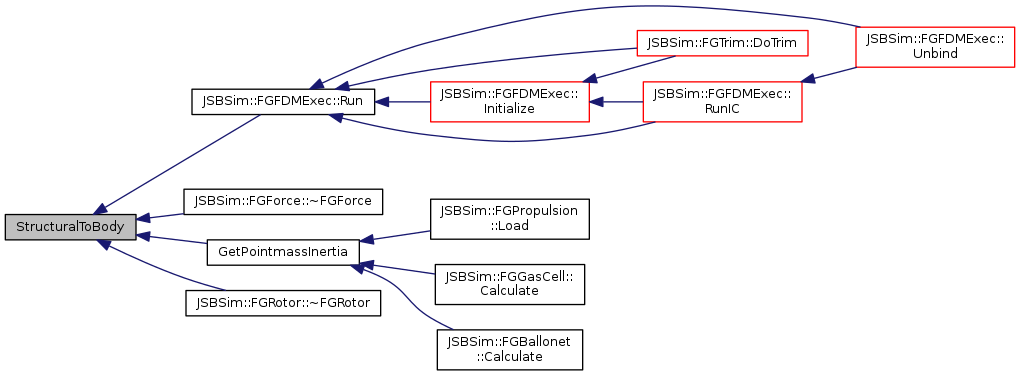 JSBSim::FGFDMExec::
Unbind
JSBSim::FGTrim::DoTrim
JSBSim::FGFDMExec::Run
JSBSim::FGFDMExec::
Initialize
JSBSim::FGFDMExec::
RunIC
JSBSim::FGForce::~FGForce
StructuralToBody
JSBSim::FGPropulsion
::Load
GetPointmassInertia
JSBSim::FGGasCell::
Calculate
JSBSim::FGRotor::~FGRotor
JSBSim::FGBallonet
::Calculate